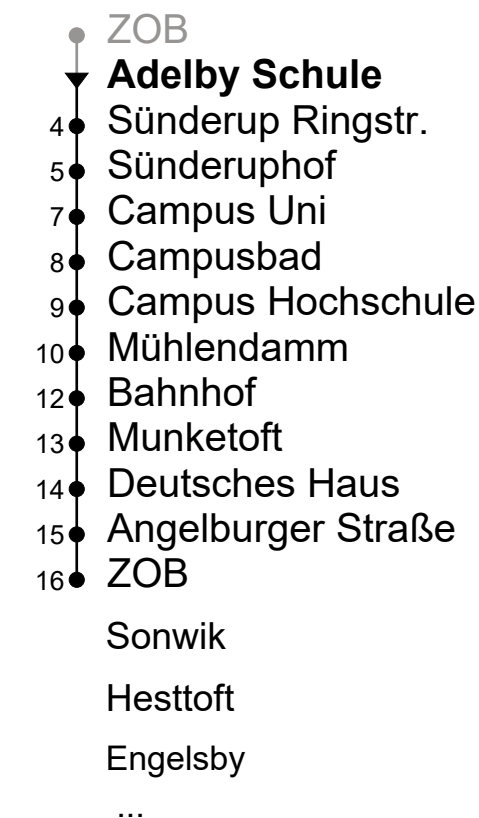 ZOB
Adelby Schule
4 Sünderup Ringstr.
5 Sünderuphof
7 Campus Uni
8 Campusbad
9 Campus Hochschule
10 Mühlendamm
12 Bahnhof
13 Munketoft
14 Deutsches Haus
15 Angelburger Straße
16 ZOB
Sonwik
Hesttoft
Engelsby
...